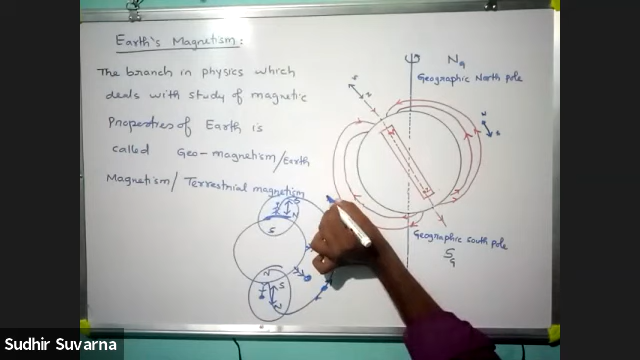 Earth's Magnetism:
The branch in physics which
deals with study of magnetic
Properties of Earth is
called Geo-magnetism/Earth
Magnetism/ Terrestrial magnetism
Ng
Geographic North Pole
Geographic South Pole
Sg
S
N
Sudhir Suvarna